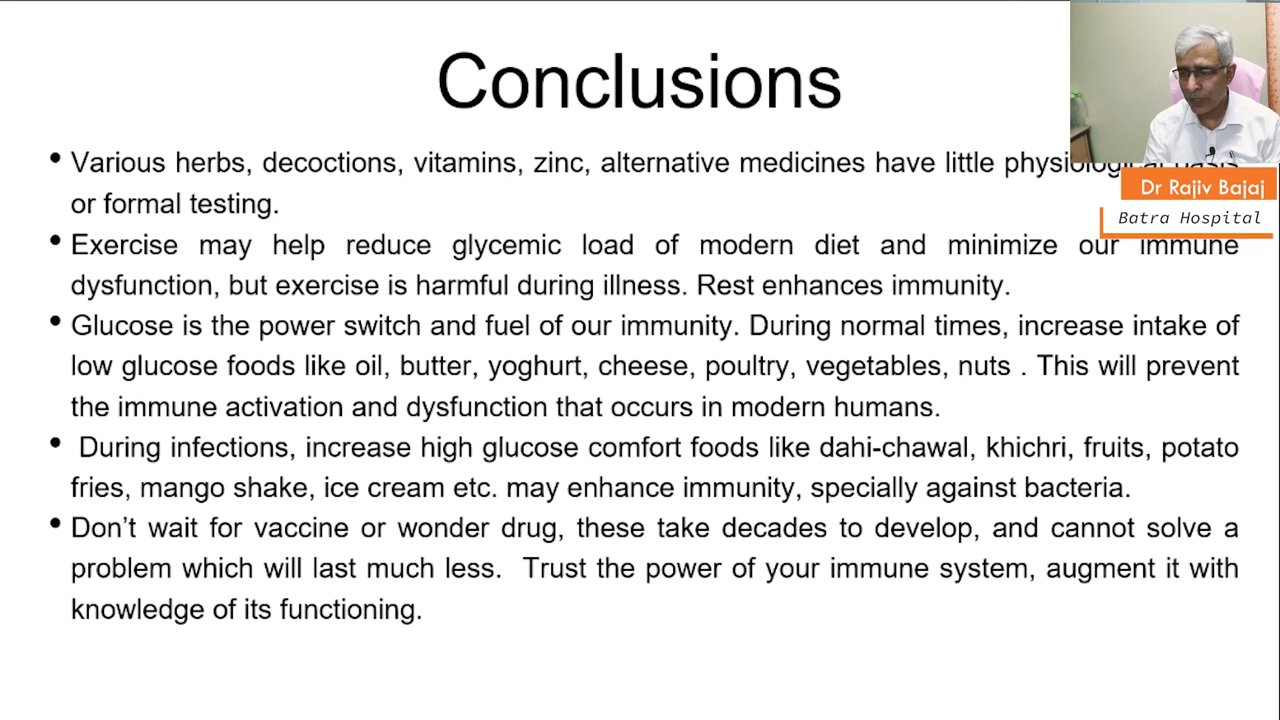 Conclusions
• Various herbs, decoctions, vitamins, zinc, alternative medicines have little
or formal testing.
• Exercise may help reduce glycemic load of modern diet and minimize our immune
dysfunction, but exercise is harmful during illness. Rest enhances immunity.
• Glucose is the power switch and fuel of our immunity. During normal times, increase intake of
low glucose foods like oil, butter, yoghurt, cheese, poultry, vegetables, nuts . This will prevent
the immune activation and dysfunction that occurs in modern humans.
• During infections, increase high glucose comfort foods like dahi-chawal, khichri, fruits, potato
fries, mango shake, ice cream etc. may enhance immunity, specially against bacteria.
• Don't wait for vaccine or wonder drug, these take decades to develop, and cannot solve a
problem which will last much less. Trust the power of your immune system, augment it with
knowledge of its functioning.
Dr Rajiv Bajaj
Batra Hospital